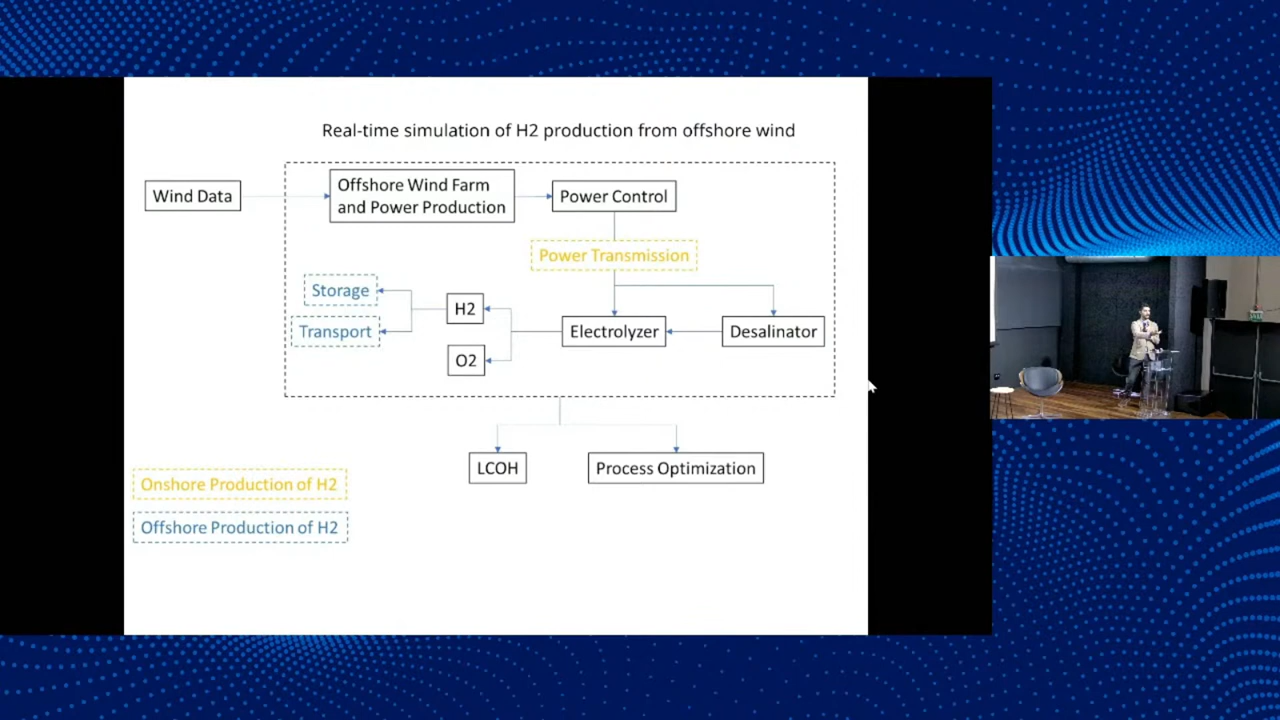 Real-time simulation of H2 production from offshore wind
Wind Data
Offshore Wind Farm
and Power Production
Power Control
Power Transmission
Storage
H2
Transport
Electrolyzer
Desalinator
O2
LCOH
Process Optimization
Onshore Production of H2
Offshore Production of H2